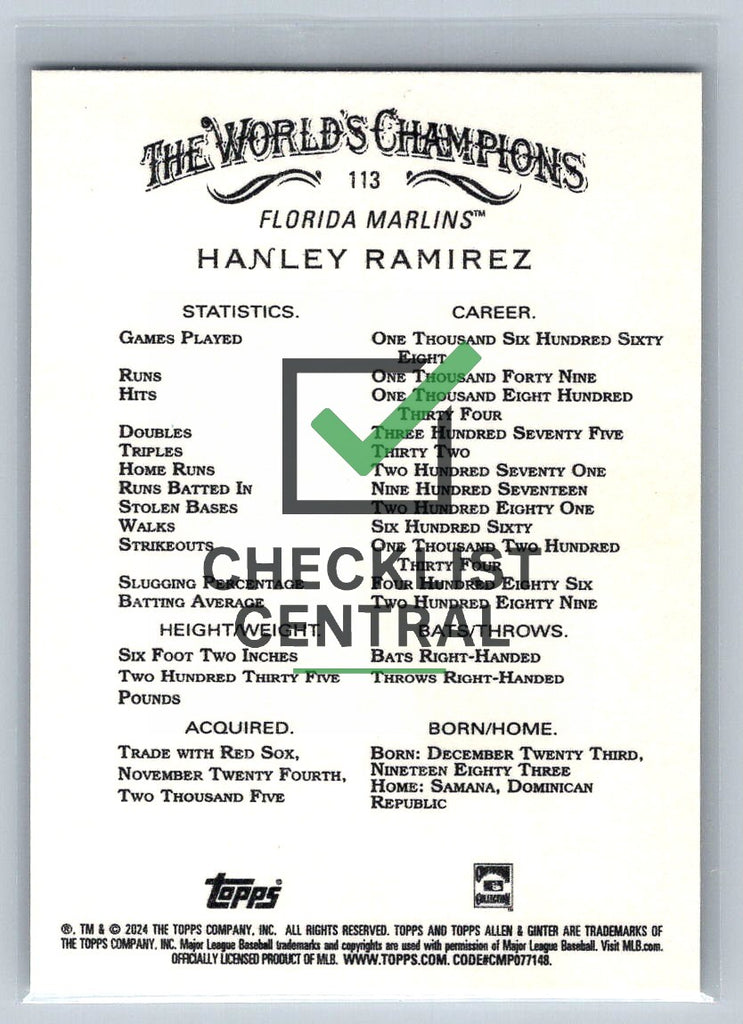 THE WORLD'S CHAMPIONS
113
FLORIDA MARLINS™
HANLEY RAMIREZ
STATISTICS. CAREER.
GAMES PLAYED ONE THOUSAND SIX HUNDRED SIXTY
EIGHT
RUNS ONE THOUSAND FORTY NINE
HITS ONE THOUSAND EIGHT HUNDRED
THIRTY FOUR
DOUBLES THREE HUNDRED SEVENTY FIVE
TRIPLES THIRTY TWO
HOME RUNS TWO HUNDRED SEVENTY ONE
RUNS BATTED IN NINE HUNDRED SEVENTEEN
STOLEN BASES TWO HUNDRED EIGHTY ONE
WALKS SIX HUNDRED SIXTY
STRIKEOUTS ONE THOUSAND TWO HUNDRED
THIRTY FOUR
SLUGGING PERCENTAGE FOUR HUNDRED EIGHTY SIX
BATTING AVERAGE TWO HUNDRED EIGHTY NINE
CHECKLIST
CENTRAL
HEIGHT/WEIGHT. BATS/THROWS.
SIX FOOT TWO INCHES BATS RIGHT-HANDED
TWO HUNDRED THIRTY FIVE THROWS RIGHT-HANDED
POUNDS
ACQUIRED. BORN/HOME.
TRADE WITH RED SOX, BORN: DECEMBER TWENTY THIRD,
NOVEMBER TWENTY FOURTH, NINETEEN EIGHTY THREE
TWO THOUSAND FIVE HOME: SAMANA, DOMINICAN
REPUBLIC
topps COOPERSTOWN COLLECTION
®, TM & © 2024 THE TOPPS COMPANY, INC. ALL RIGHTS RESERVED. TOPPS AND TOPPS ALLEN & GINTER ARE TRADEMARKS OF
THE TOPPS COMPANY, INC. Major League Baseball trademarks and copyrights are used with permission of Major League Baseball. Visit MLB.com.
OFFICIALLY LICENSED PRODUCT OF MLB. WWW.TOPPS.COM. CODE#CMP077148.